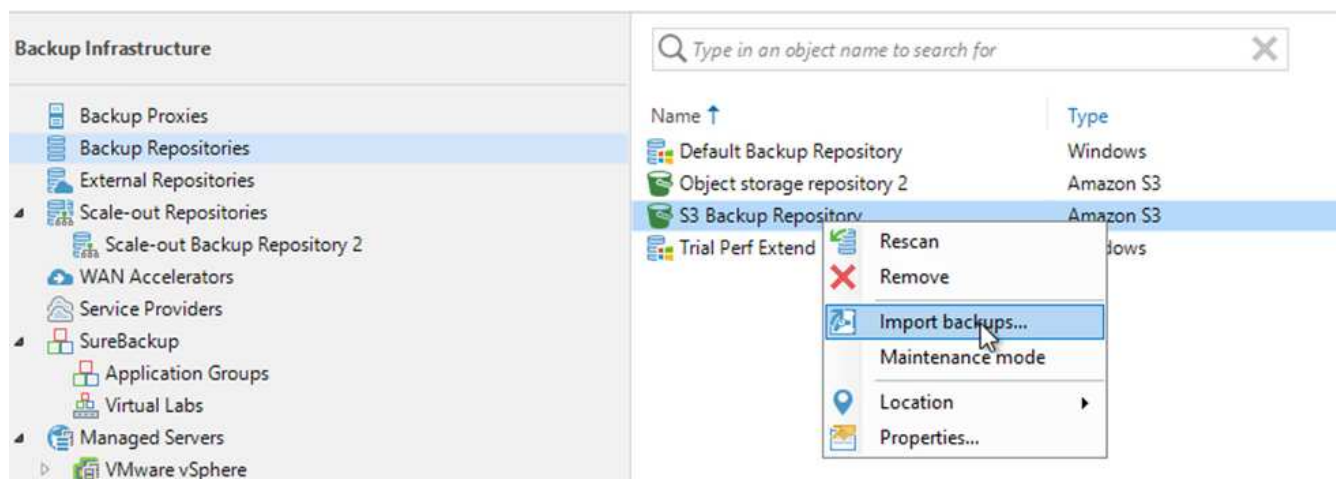 Backup Infrastructure
Backup Proxies
Backup Repositories
External Repositories
Scale-out Repositories
Scale-out Backup Repository 2
WAN Accelerators
Service Providers
SureBackup
Application Groups
Virtual Labs
Managed Servers
VMware vSphere
Type in an object name to search for
Name Type
Default Backup Repository Windows
Object storage repository 2 Amazon S3
S3 Backup Repository Amazon S3
Trial Perf Extend dows
Rescan
Remove
Import backups...
Maintenance mode
Location
Properties...